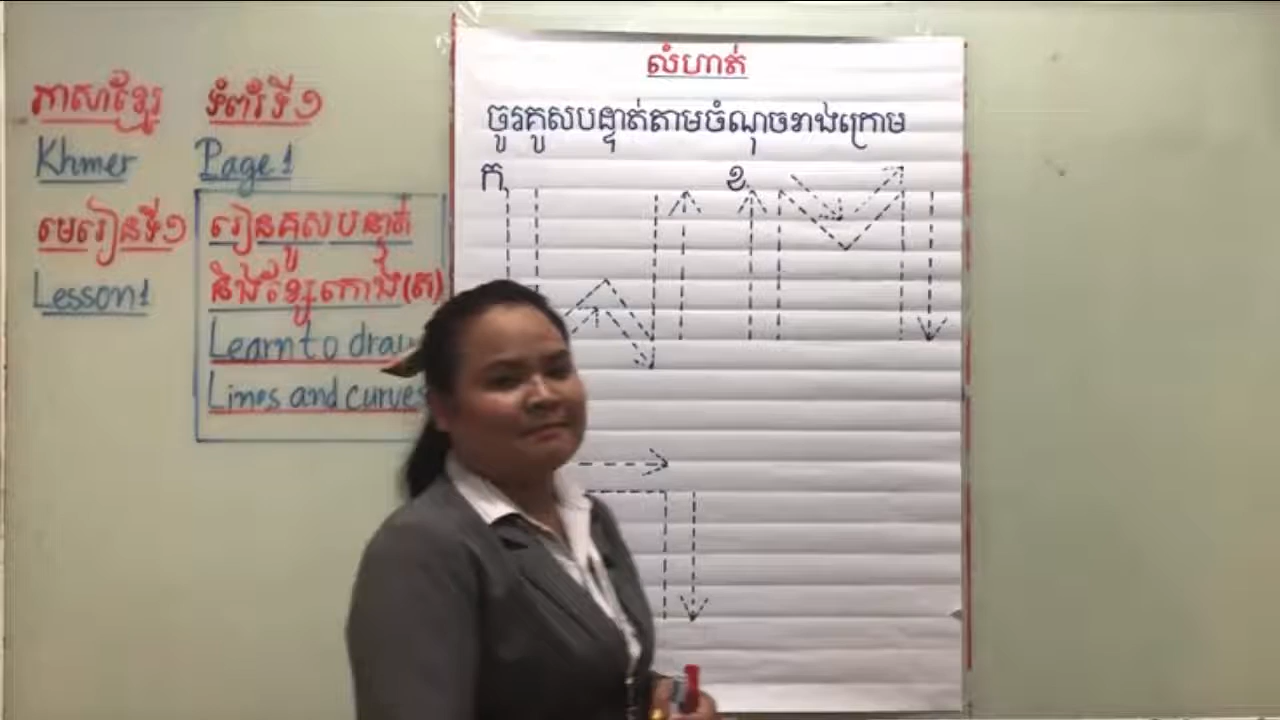 ភាសាខ្មែរ ទំព័រទី១
Khmer Page 1
មេរៀនទី១
Lesson 1
រៀនគូសបន្ទាត់
និងខ្សែកោង(ត)
Learn to draw
Lines and curves
លំហាត់
ចូរគូសបន្ទាត់តាមចំណុចខាងក្រោម
ក ខ